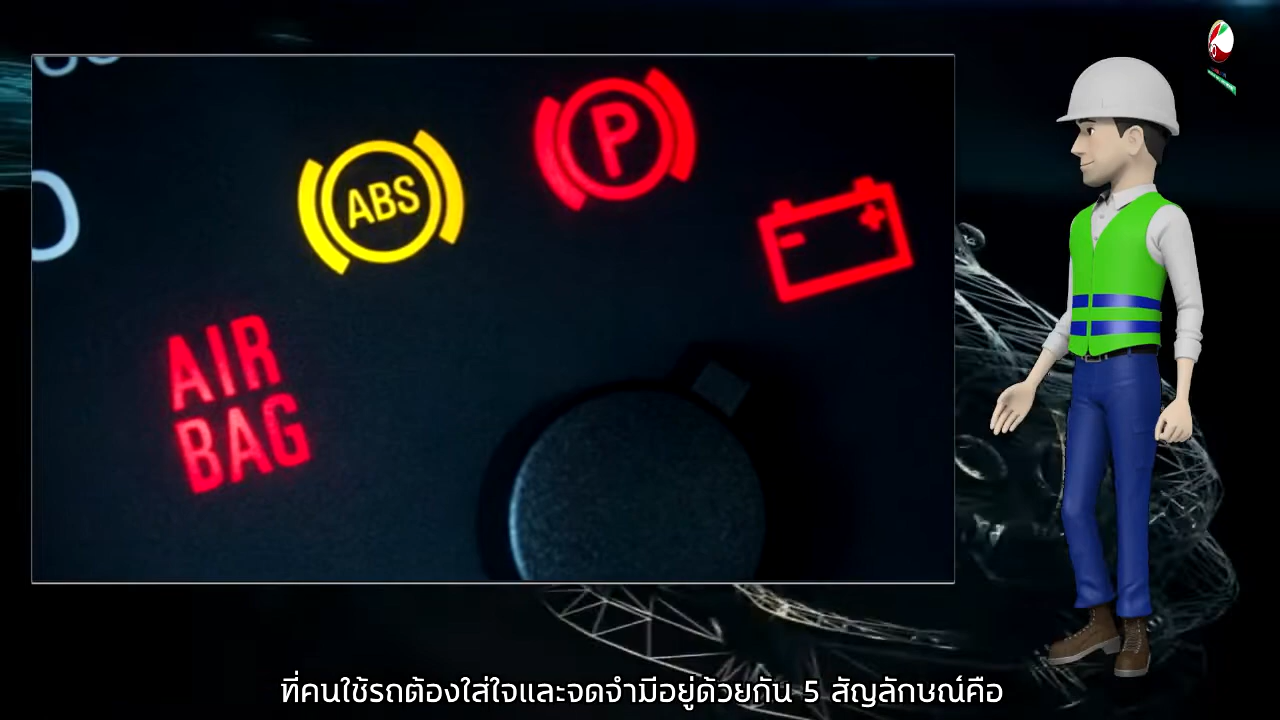 ABS
P
AIR
BAG
ที่คนใช้รถต้องใส่ใจและจดจำมีอยู่ด้วยกัน 5 สัญลักษณ์คือ